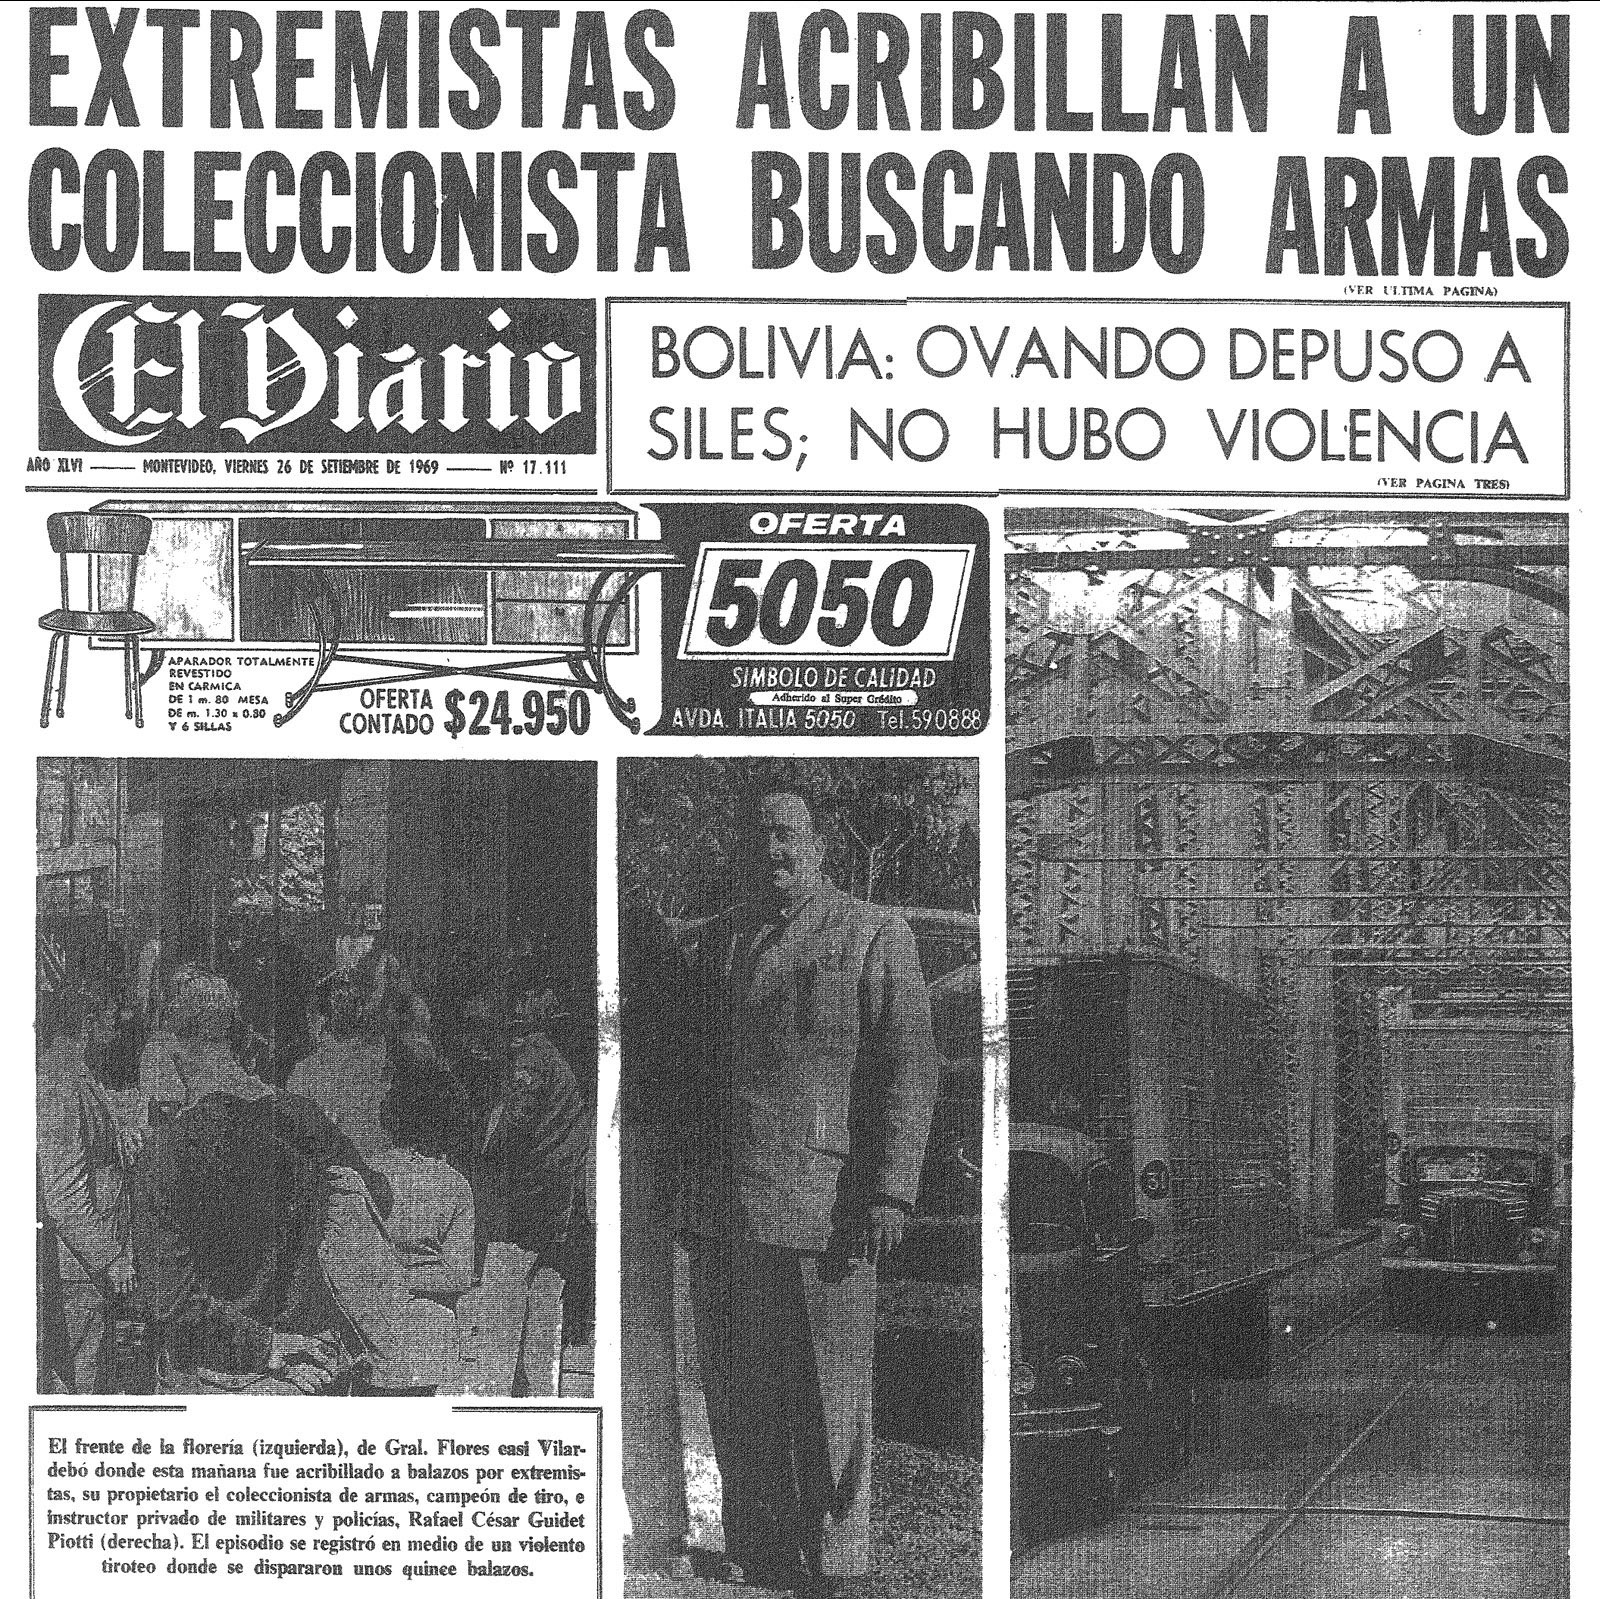 EXTREMISTAS ACRIBILLAN A UN
COLECCIONISTA BUSCANDO ARMAS
(VER ULTIMA PAGINA)
El Diario
AÑO XLVI — MONTEVIDEO, VIERNES 26 DE SETIEMBRE DE 1969 — Nº 17.111
BOLIVIA: OVANDO DEPUSO A
SILES; NO HUBO VIOLENCIA
(VER PAGINA TRES)
APARADOR TOTALMENTE
REVESTIDO
EN CARMICA
DE 1 m. 80 MESA
DE m. 1.30 x 0.80
Y 6 SILLAS
OFERTA
CONTADO $24.950
OFERTA
5050
SIMBOLO DE CALIDAD
Adherido al Super Crédito
AVDA. ITALIA 5050 Tel. 590888
51
El frente de la florería (izquierda), de Gral. Flores casi Vilar-
debó donde esta mañana fue acribillado a balazos por extremis-
tas, su propietario el coleccionista de armas, campeón de tiro, e
instructor privado de militares y policías, Rafael César Guidet
Piotti (derecha). El episodio se registró en medio de un violento
tiroteo donde se dispararon unos quince balazos.